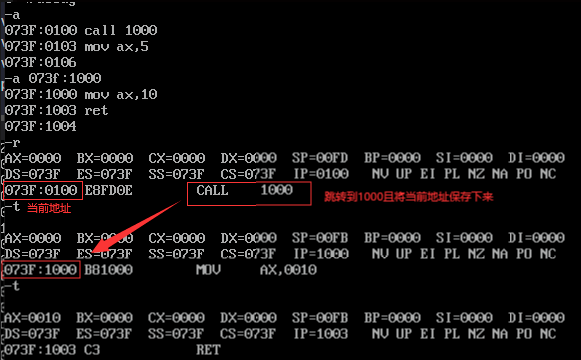 -a
073F:0100 call 1000
073F:0103 mov ax,5
073F:0106
-a 073f:1000
073F:1000 mov ax,10
073F:1003 ret
073F:1004
-r
AX=0000 BX=0000 CX=0000 DX=0000 SP=00FD BP=0000 SI=0000 DI=0000
DS=073F ES=073F SS=073F CS=073F IP=0100 NV UP EI PL NZ NA PO NC
073F:0100 E8FD0E CALL 1000 跳转到1000且将当前地址保存下来
-t 当前地址
AX=0000 BX=0000 CX=0000 DX=0000 SP=00FB BP=0000 SI=0000 DI=0000
DS=073F ES=073F SS=073F CS=073F IP=1000 NV UP EI PL NZ NA PO NC
073F:1000 B81000 MOV AX,0010
-t
AX=0010 BX=0000 CX=0000 DX=0000 SP=00FB BP=0000 SI=0000 DI=0000
DS=073F ES=073F SS=073F CS=073F IP=1003 NV UP EI PL NZ NA PO NC
073F:1003 C3 RET